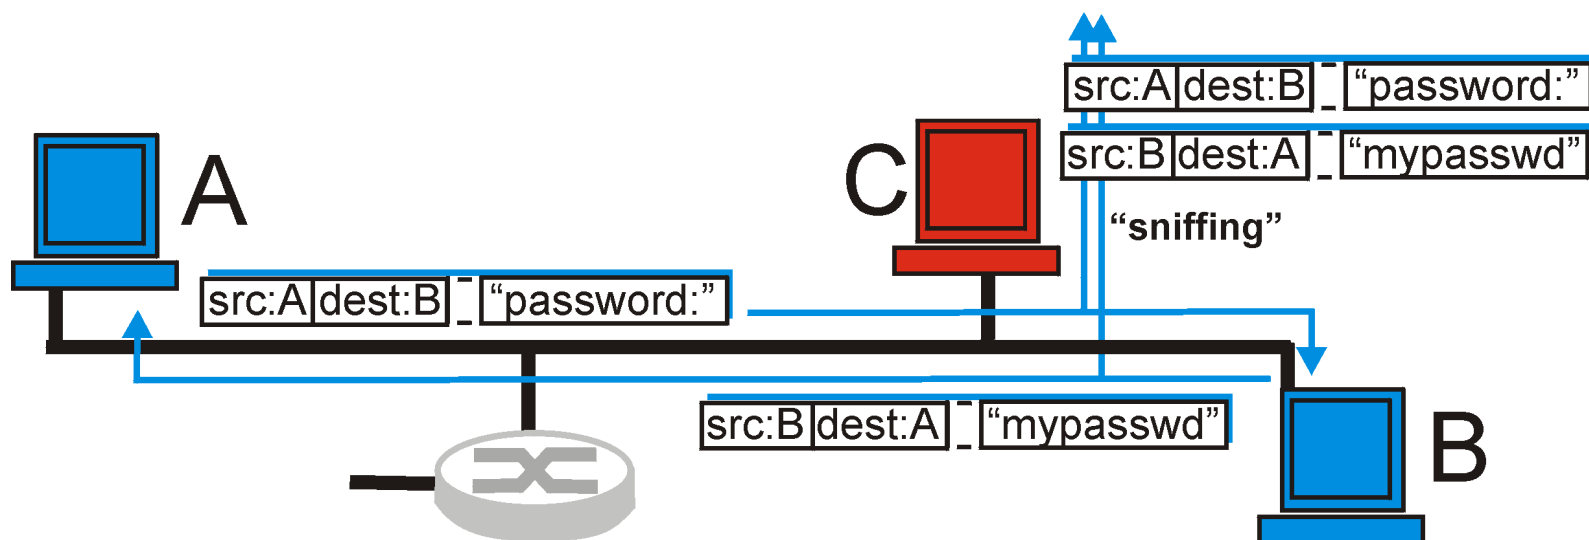 src:A dest:B “password:”
src:B dest:A “mypasswd”
A
C
“sniffing”
src:A dest:B “password:”
src:B dest:A “mypasswd”
B